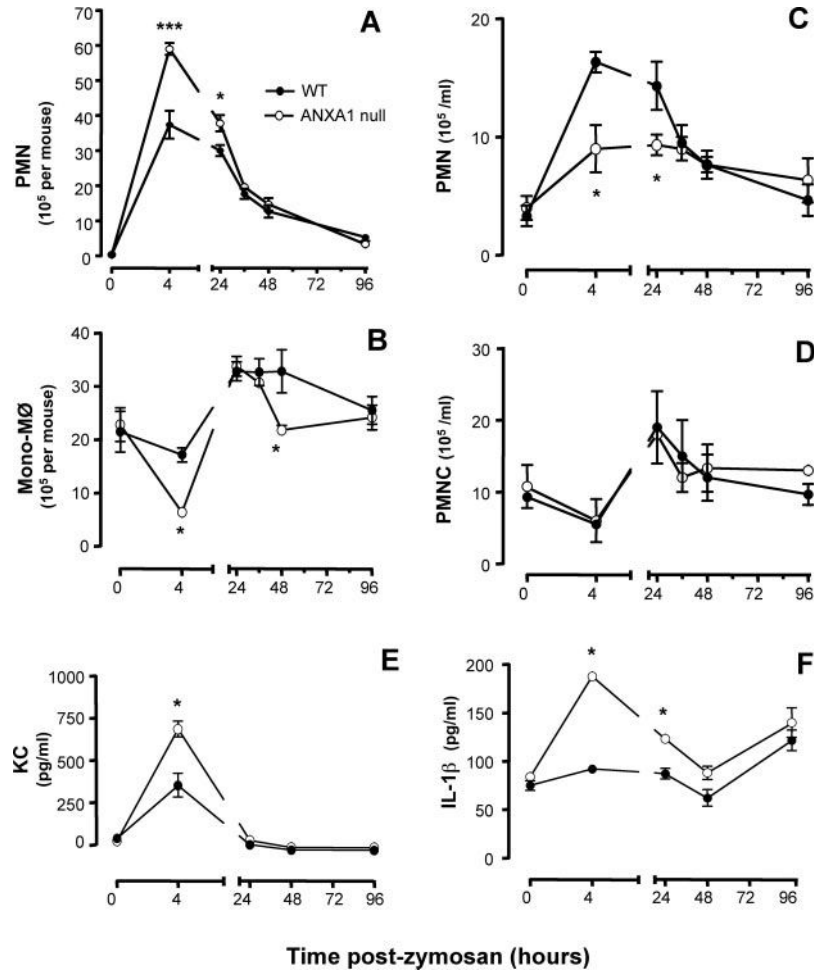 A
***
*
WT
ANXA1 null
PMN
(10⁵ per mouse)
70
60
50
40
30
20
10
0
0 4 24 48 72 96
C
PMN (10⁵ /ml)
20
10
0
*
*
0 4 24 48 72 96
B
Mono-MØ
(10⁵ per mouse)
40
30
20
10
0
*
*
0 4 24 48 72 96
D
PMNC (10⁵ /ml)
30
20
10
0
0 4 24 48 72 96
E
KC
(pg/ml)
1000
750
500
250
0
*
0 4 24 48 72 96
F
IL-1β (pg/ml)
200
150
100
50
0
*
*
0 4 24 48 72 96
Time post-zymosan (hours)